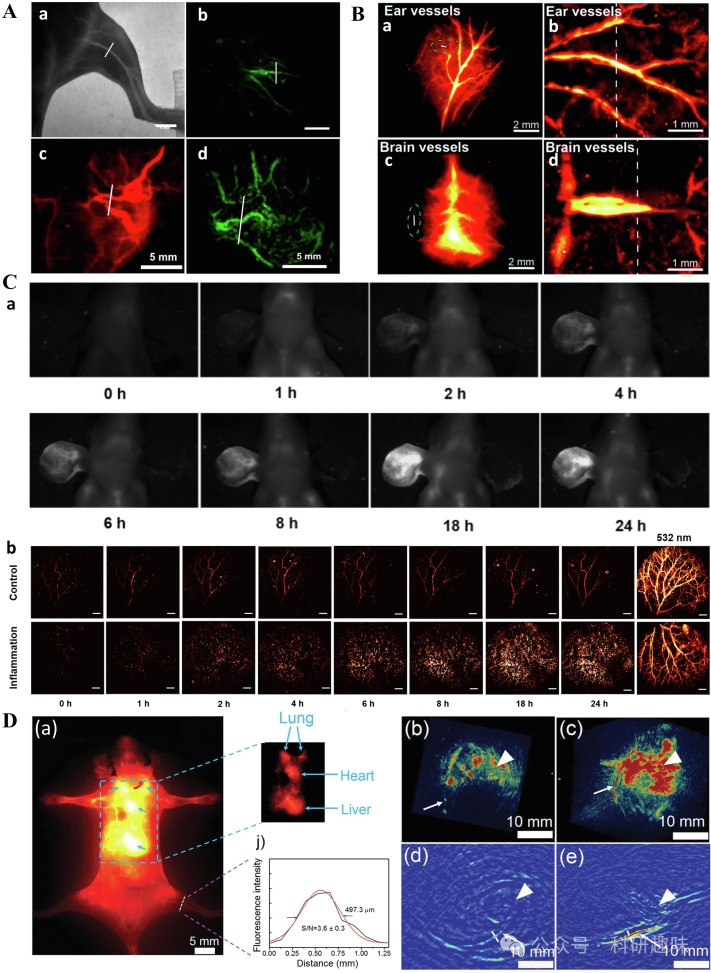 A
a
b
c
5 mm
d
5 mm
B
Ear vessels
a
2 mm
Ear vessels
b
1 mm
Brain vessels
c
2 mm
Brain vessels
d
1 mm
C
a
0 h
1 h
2 h
4 h
6 h
8 h
18 h
24 h
b
532 nm
Control
Inflammation
0 h
1 h
2 h
4 h
6 h
8 h
18 h
24 h
D
(a)
5 mm
Lung
Heart
Liver
j)
Fluorescence intensity
497.3 μm
S/N=3.6 ± 0.3
0.00 0.25 0.50 0.75 1.00 1.25
Distance (mm)
(b)
10 mm
(c)
10 mm
(d)
10 mm
(e)
10 mm
公众号 · 科研趣味